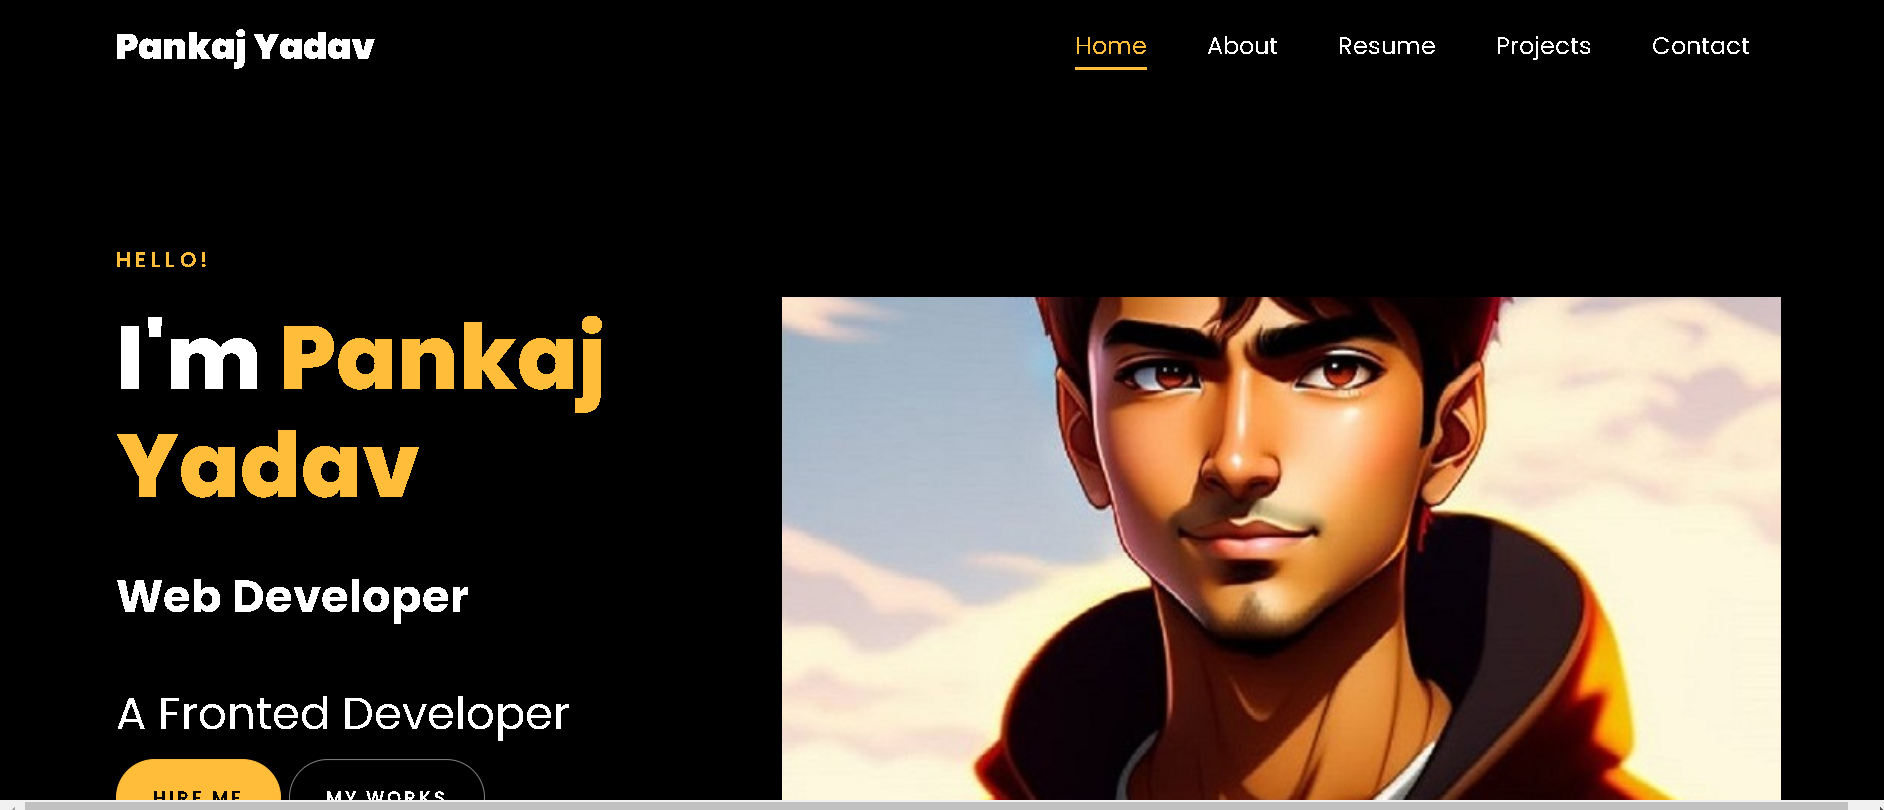 Pankaj Yadav
Home About Resume Projects Contact
HELLO!
I'm Pankaj
Yadav
Web Developer
A Fronted Developer
HIRE ME MY WORKS